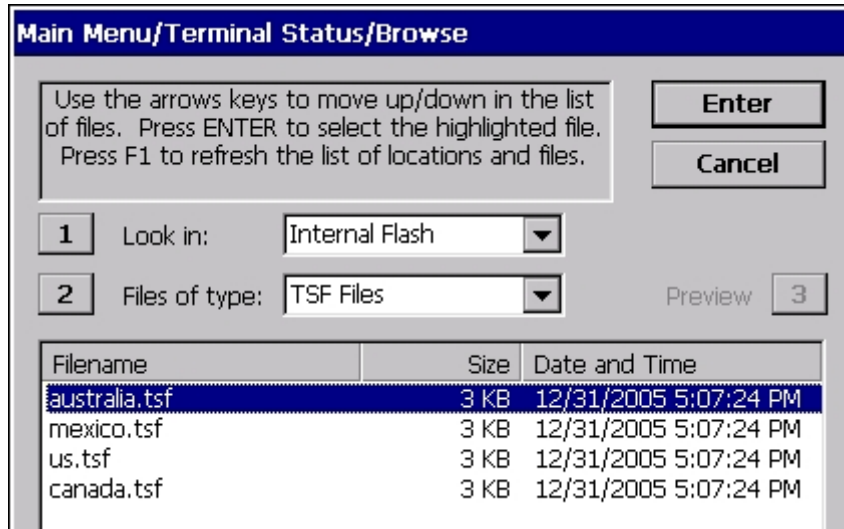 Main Menu/Terminal Status/Browse
Use the arrows keys to move up/down in the list
of files. Press ENTER to select the highlighted file.
Press F1 to refresh the list of locations and files.
Enter
Cancel
1 Look in: Internal Flash
2 Files of type: TSF Files Preview 3
Filename Size Date and Time
australia.tsf 3 KB 12/31/2005 5:07:24 PM
mexico.tsf 3 KB 12/31/2005 5:07:24 PM
us.tsf 3 KB 12/31/2005 5:07:24 PM
canada.tsf 3 KB 12/31/2005 5:07:24 PM